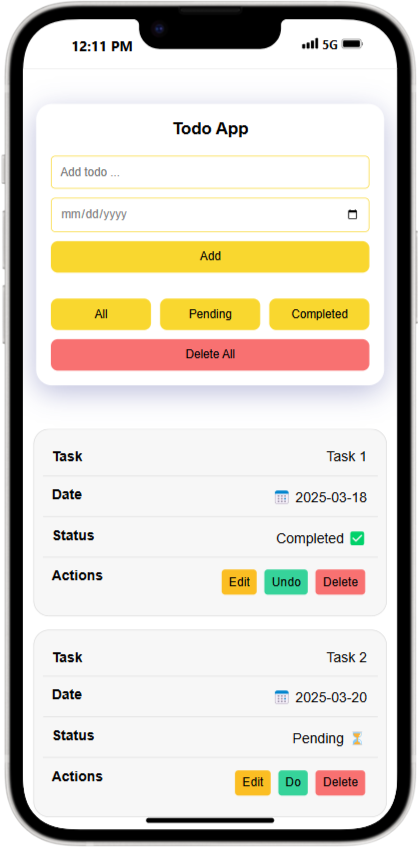 12:11 PM 5G
Todo App
Add todo ...
mm/dd/yyyy
Add
All Pending Completed
Delete All
Task Task 1
Date 2025-03-18
Status Completed
Actions Edit Undo Delete
Task Task 2
Date 2025-03-20
Status Pending
Actions Edit Do Delete